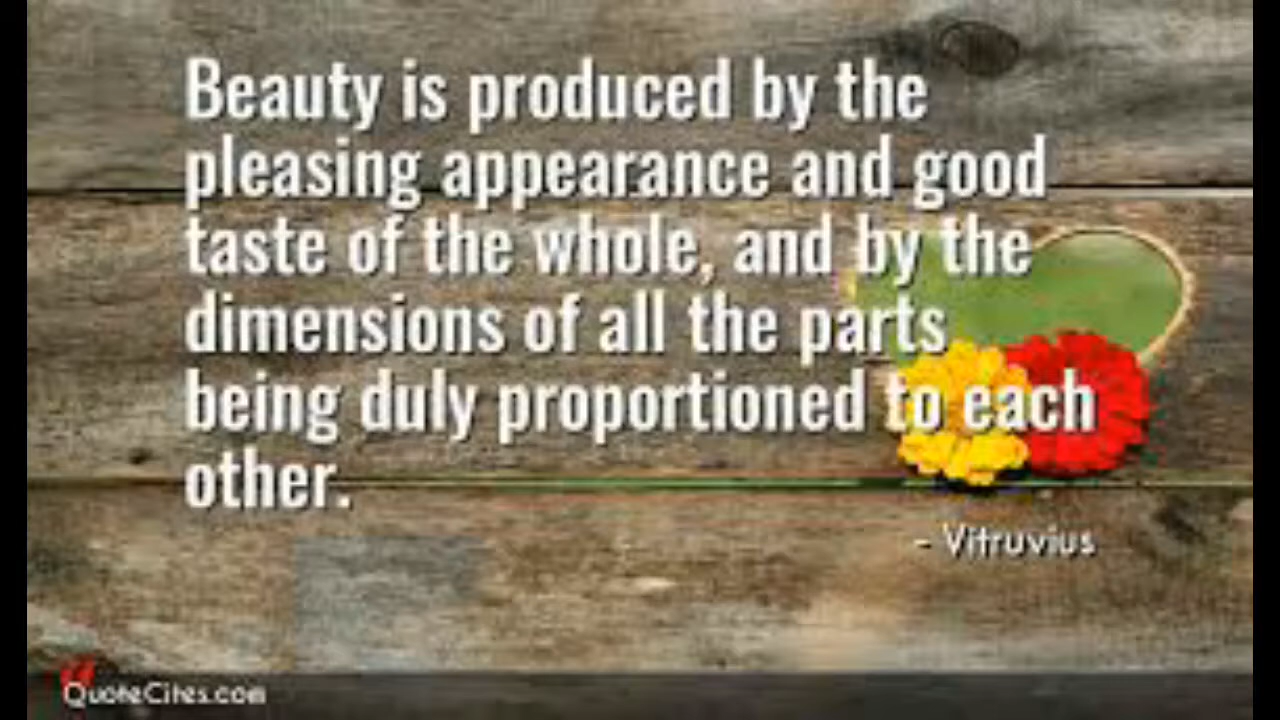 Beauty is produced by the
pleasing appearance and good
taste of the whole, and by the
dimensions of all the parts
being duly proportioned to each
other.
- Vitruvius
QuoteCites.com